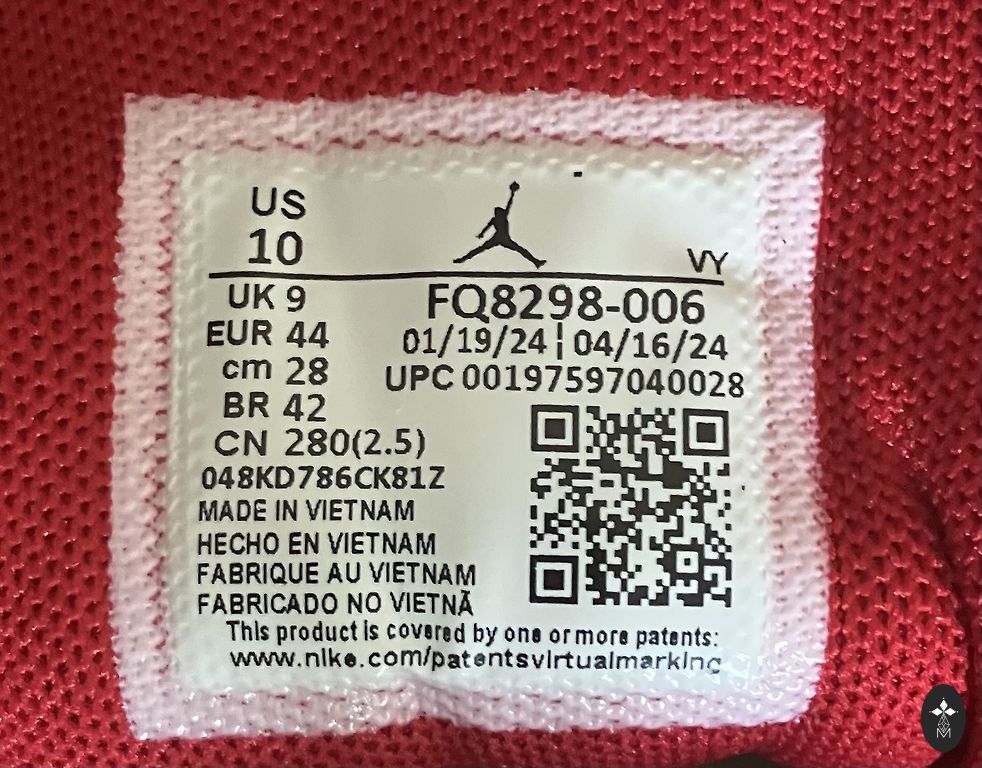 US
10
VY
UK 9
FQ8298-006
EUR 44
01/19/24 | 04/16/24
cm 28
UPC 00197597040028
BR 42
CN 280(2.5)
048KD786CK81Z
MADE IN VIETNAM
HECHO EN VIETNAM
FABRIQUE AU VIETNAM
FABRICADO NO VIETNÃ
This product is covered by one or more patents:
www.nike.com/patentsvirtualmarking
M